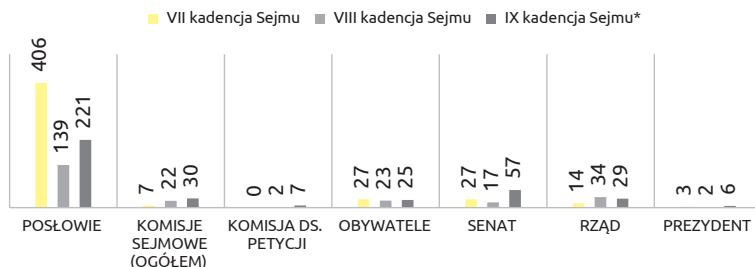 VII kadencja Sejmu VIII kadencja Sejmu IX kadencja Sejmu*
406 139 221
7 22 30
0 2 7
27 23 25
27 17 57
14 34 29
3 2 6
POSŁOWIE
KOMISJE
SEJMOWE
(OGÓŁEM)
KOMISJA DS.
PETYCJI
OBYWATELE
SENAT
RZĄD
PREZYDENT